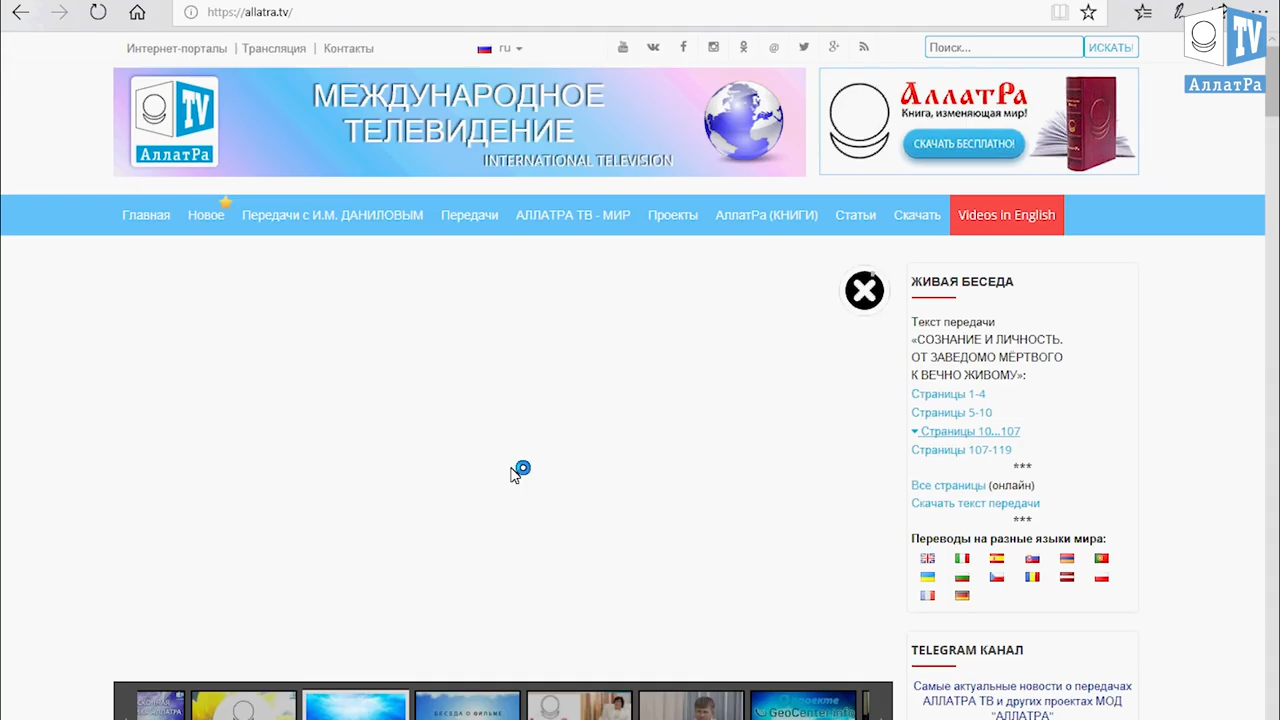 https://allatra.tv/
TV
АллатРа
Интернет-порталы | Трансляция | Контакты
ru
Поиск...
ИСКАТЬ!
TV
АллатРа
МЕЖДУНАРОДНОЕ
ТЕЛЕВИДЕНИЕ
INTERNATIONAL TELEVISION
АллатРа
Книга, изменяющая мир!
СКАЧАТЬ БЕСПЛАТНО!
Главная Новое Передачи с И.М. ДАНИЛОВЫМ Передачи АЛЛАТРА ТВ - МИР Проекты АллатРа (КНИГИ) Статьи Скачать Videos in English
ЖИВАЯ БЕСЕДА
Текст передачи
«СОЗНАНИЕ И ЛИЧНОСТЬ.
ОТ ЗАВЕДОМО МЁРТВОГО
К ВЕЧНО ЖИВОМУ»:
Страницы 1-4
Страницы 5-10
Страницы 10...107
Страницы 107-119
***
Все страницы (онлайн)
Скачать текст передачи
***
Переводы на разные языки мира:
TELEGRAM КАНАЛ
Самые актуальные новости о передачах
АЛЛАТРА ТВ и других проектах МОД
"АЛЛАТРА"
БЕСЕДА О ФИЛЬМЕ
о проекте
GeoCenterinfo